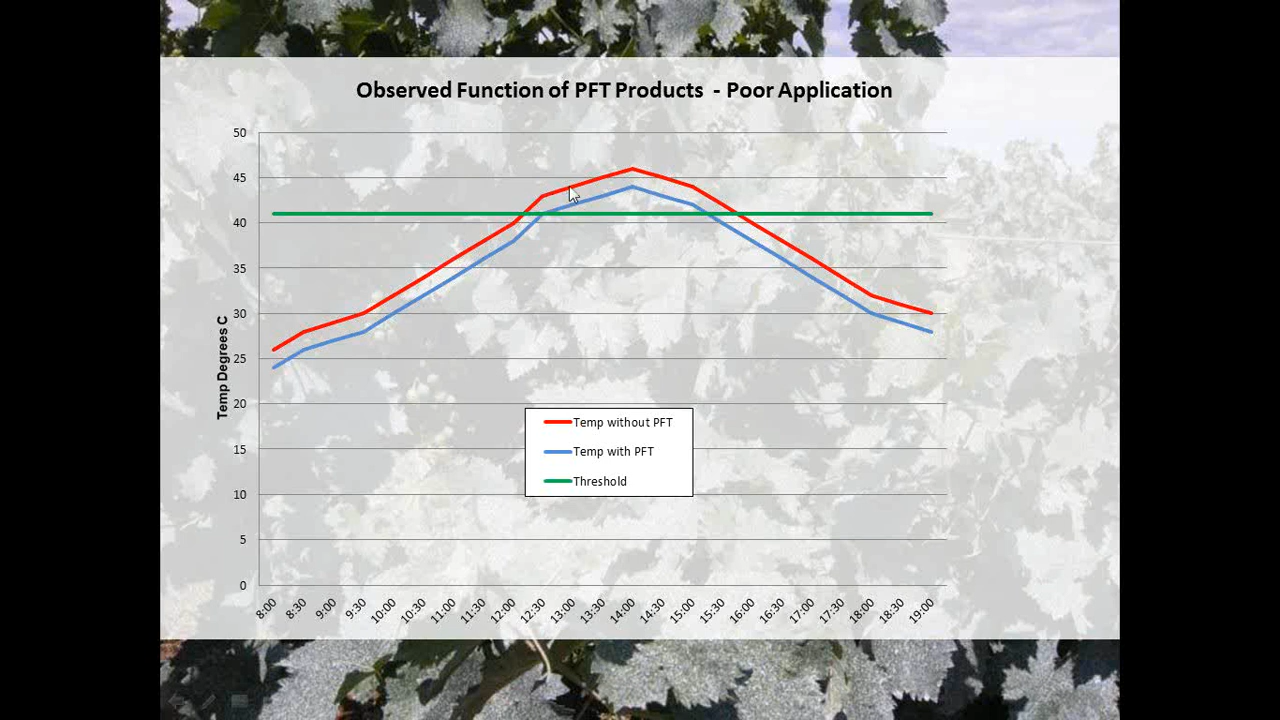 Observed Function of PFT Products - Poor Application
50
45
40
35
30
25
20
15
10
5
0
Temp Degrees C
Temp without PFT
Temp with PFT
Threshold
8:00 8:30 9:00 9:30 10:00 10:30 11:00 11:30 12:00 12:30 13:00 13:30 14:00 14:30 15:00 15:30 16:00 16:30 17:00 17:30 18:00 18:30 19:00